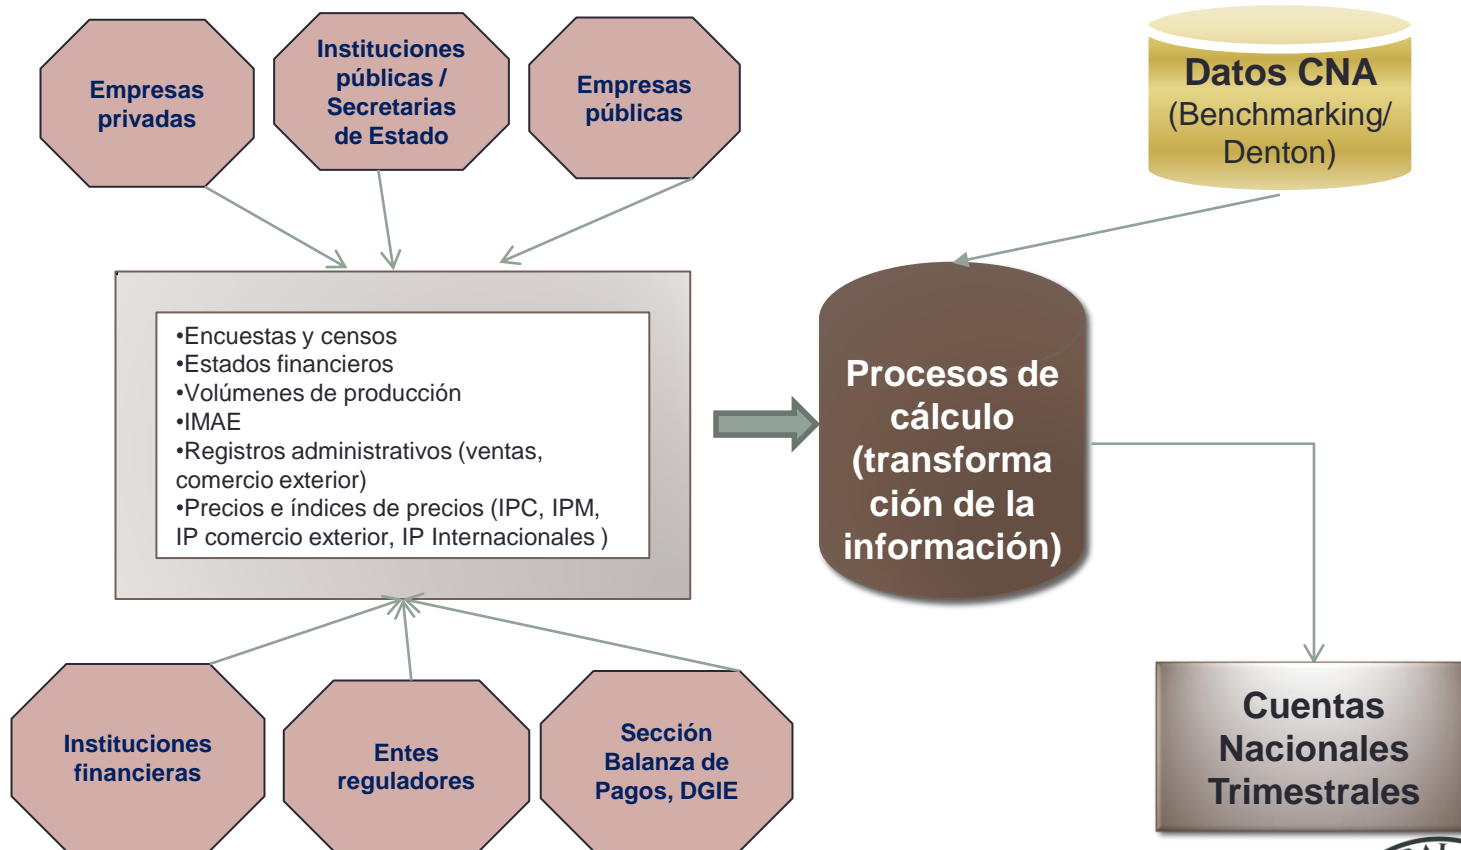 Empresas
privadas
Instituciones
públicas /
Secretarias
de Estado
Empresas
públicas
Datos CNA
(Benchmarking/
Denton)
•Encuestas y censos
•Estados financieros
•Volúmenes de producción
•IMAE
•Registros administrativos (ventas,
comercio exterior)
•Precios e índices de precios (IPC, IPM,
IP comercio exterior, IP Internacionales )
Procesos de
cálculo
(transforma
ción de la
información)
Instituciones
financieras
Entes
reguladores
Sección
Balanza de
Pagos, DGIE
Cuentas
Nacionales
Trimestrales